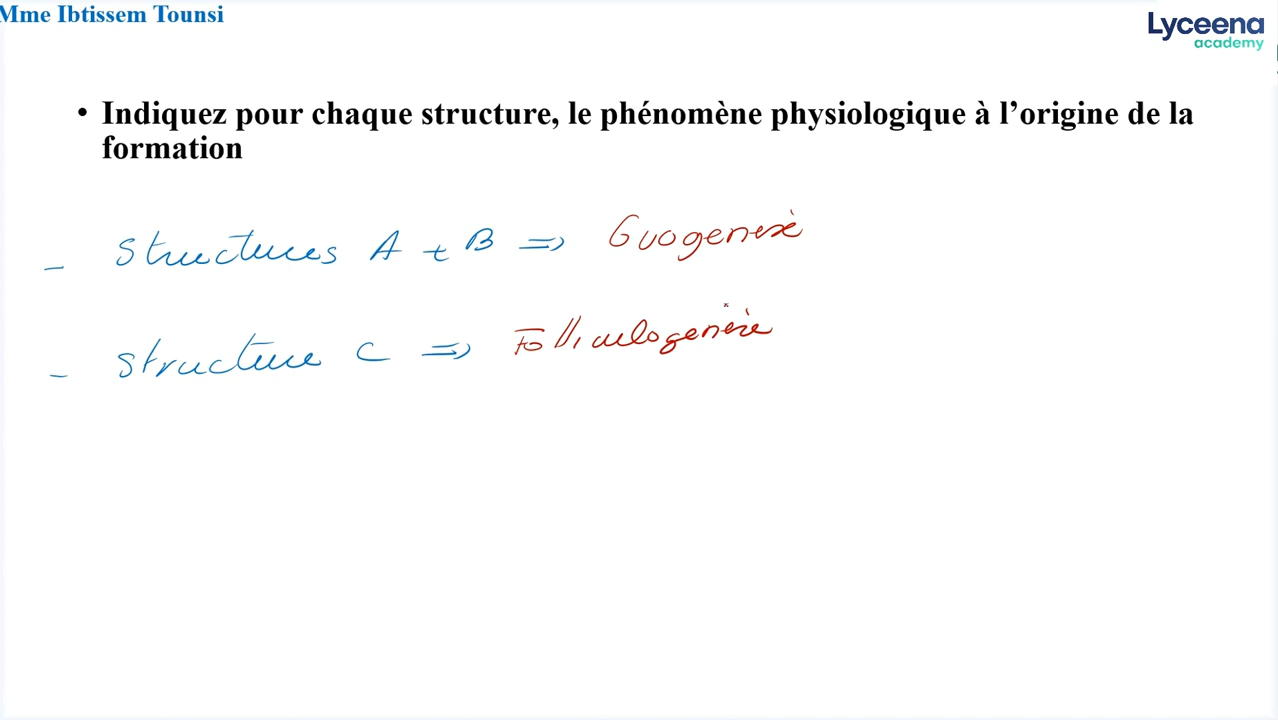 Mme Ibtissem Tounsi
Lyceena
academy
• Indiquez pour chaque structure, le phénomène physiologique à l'origine de la
formation
- Structures A + B => Ovogenèse
- Structure C => Folliculogenèse